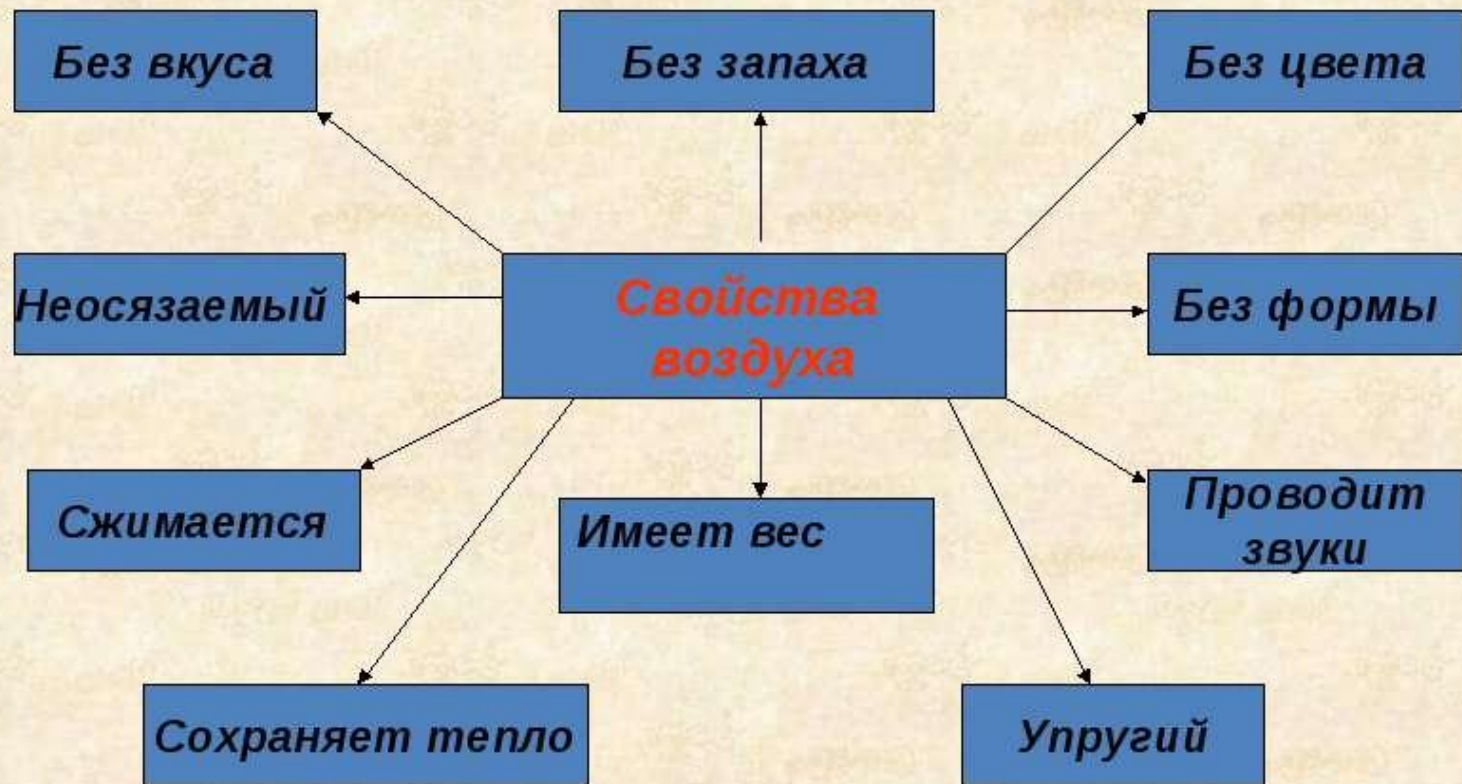 Без вкуса
Без запаха
Без цвета
Неосязаемый
Свойства
воздуха
Без формы
Сжимается
Имеет вес
Проводит
звуки
Сохраняет тепло
Упругий